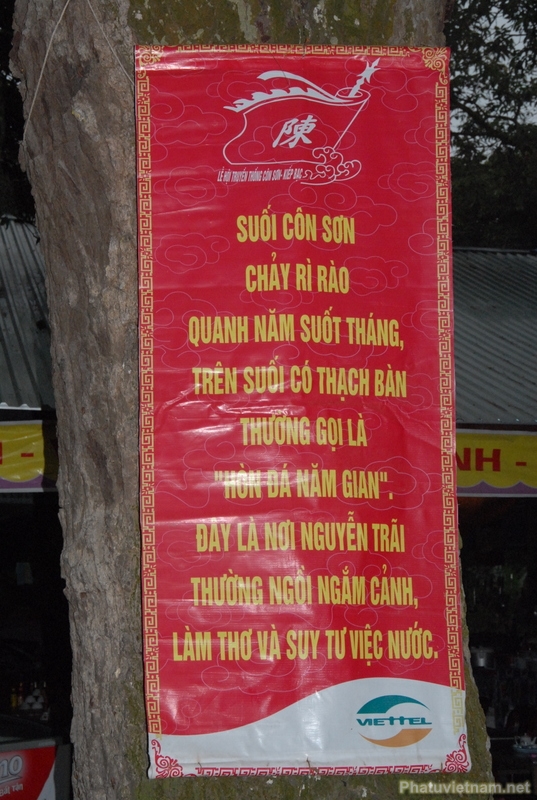 陳
LỄ HỘI TRUYỀN THỐNG CÔN SƠN- KIẾP BẠC
SUỐI CÔN SƠN
CHẢY RÌ RÀO
QUANH NĂM SUỐT THÁNG,
TRÊN SUỐI CÓ THẠCH BÀN
THƯỜNG GỌI LÀ
"HÒN ĐÁ NĂM GIAN".
ĐÂY LÀ NƠI NGUYỄN TRÃI
THƯỜNG NGỒI NGẮM CẢNH,
LÀM THƠ VÀ SUY TƯ VIỆC NƯỚC.
VIETTEL
NH -
10
Phatuvietnam.net